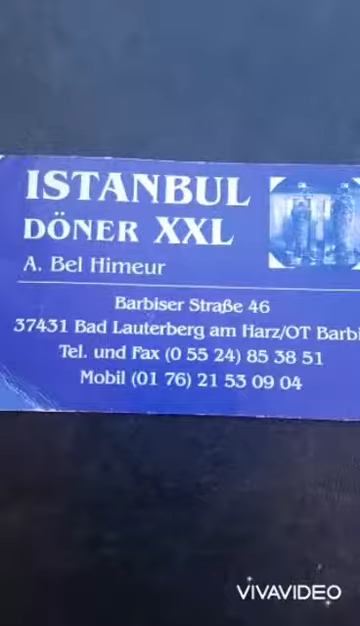 ISTANBUL
DÖNER XXL
A. Bel Himeur
Barbiser Straße 46
37431 Bad Lauterberg am Harz/OT Barbi
Tel. und Fax (0 55 24) 85 38 51
Mobil (01 76) 21 53 09 04
VIVAVIDEO